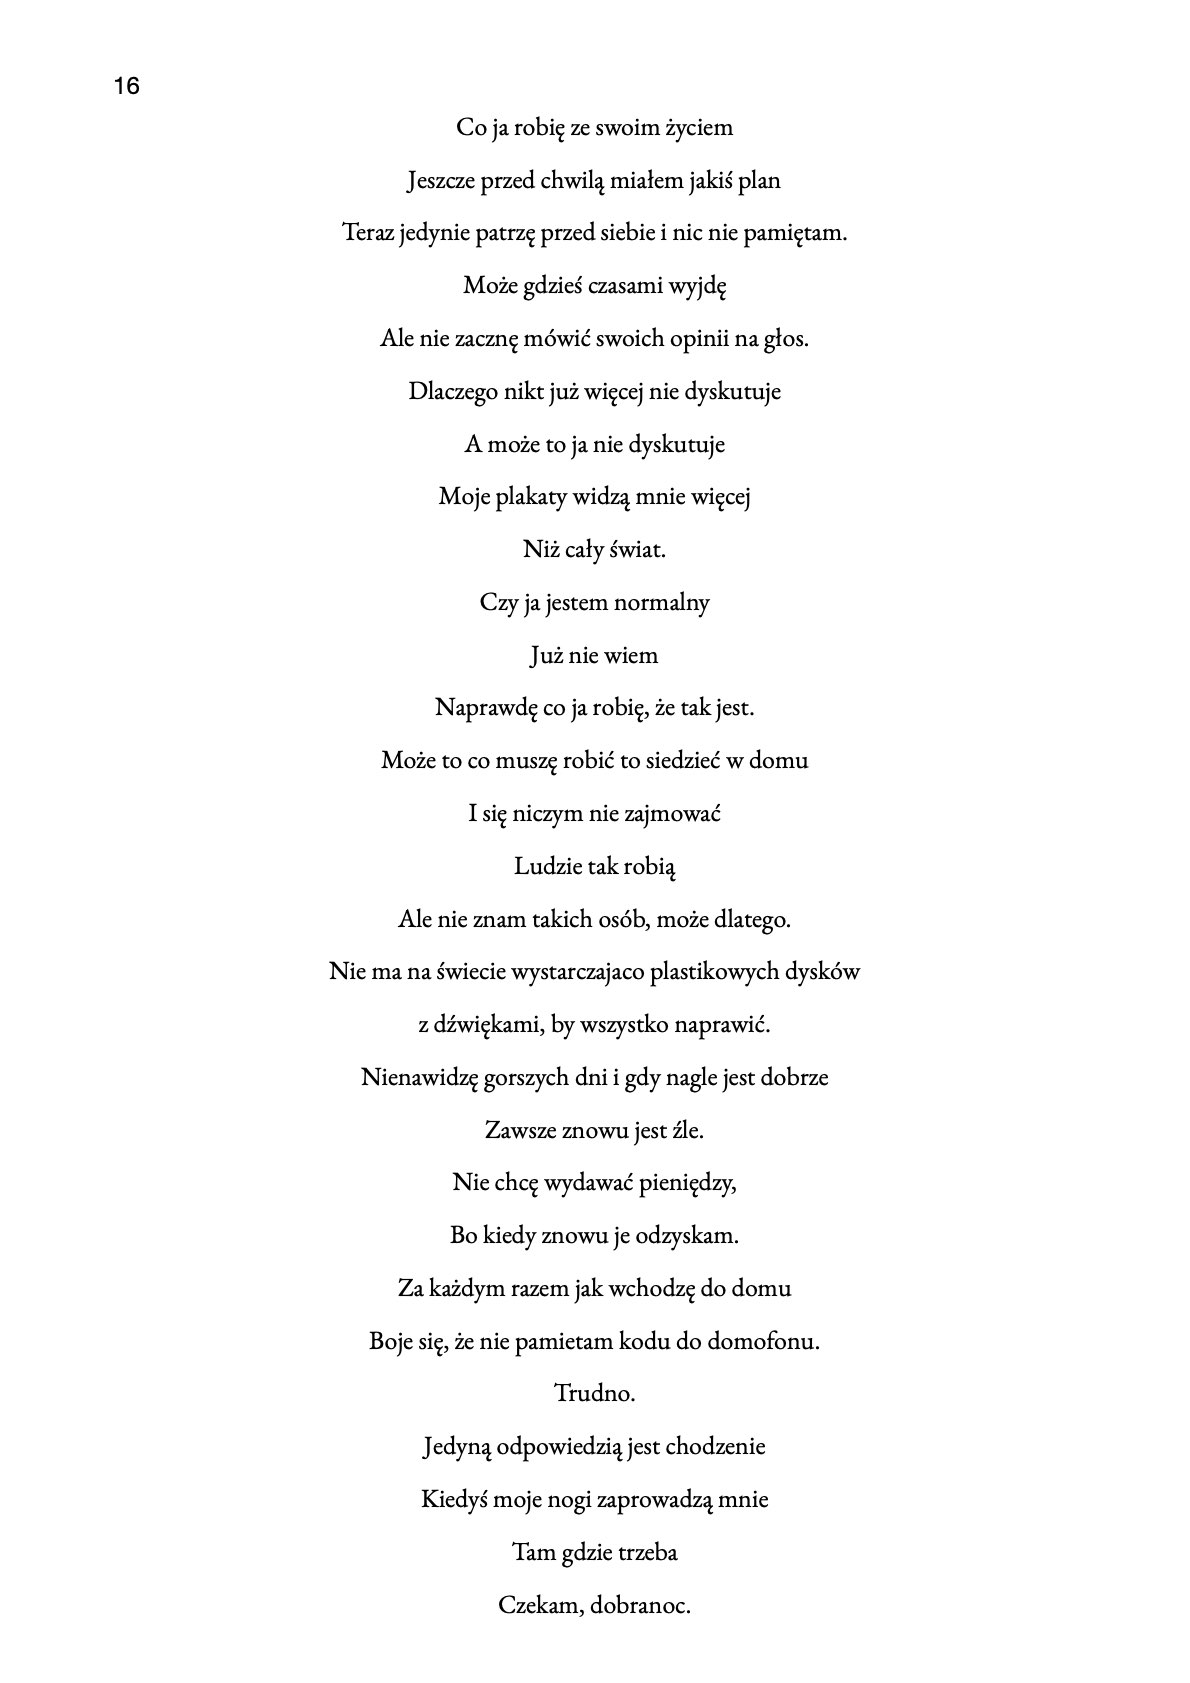 16
Co ja robię ze swoim życiem
Jeszcze przed chwilą miałem jakiś plan
Teraz jedynie patrzę przed siebie i nic nie pamiętam.
Może gdzieś czasami wyjdę
Ale nie zacznę mówić swoich opinii na głos.
Dlaczego nikt już więcej nie dyskutuje
A może to ja nie dyskutuje
Moje plakaty widzą mnie więcej
Niż cały świat.
Czy ja jestem normalny
Już nie wiem
Naprawdę co ja robię, że tak jest.
Może to co muszę robić to siedzieć w domu
I się niczym nie zajmować
Ludzie tak robią
Ale nie znam takich osób, może dlatego.
Nie ma na świecie wystarczajaco plastikowych dysków
z dźwiękami, by wszystko naprawić.
Nienawidzę gorszych dni i gdy nagle jest dobrze
Zawsze znowu jest źle.
Nie chcę wydawać pieniędzy,
Bo kiedy znowu je odzyskam.
Za każdym razem jak wchodzę do domu
Boje się, że nie pamietam kodu do domofonu.
Trudno.
Jedyną odpowiedzią jest chodzenie
Kiedyś moje nogi zaprowadzą mnie
Tam gdzie trzeba
Czekam, dobranoc.